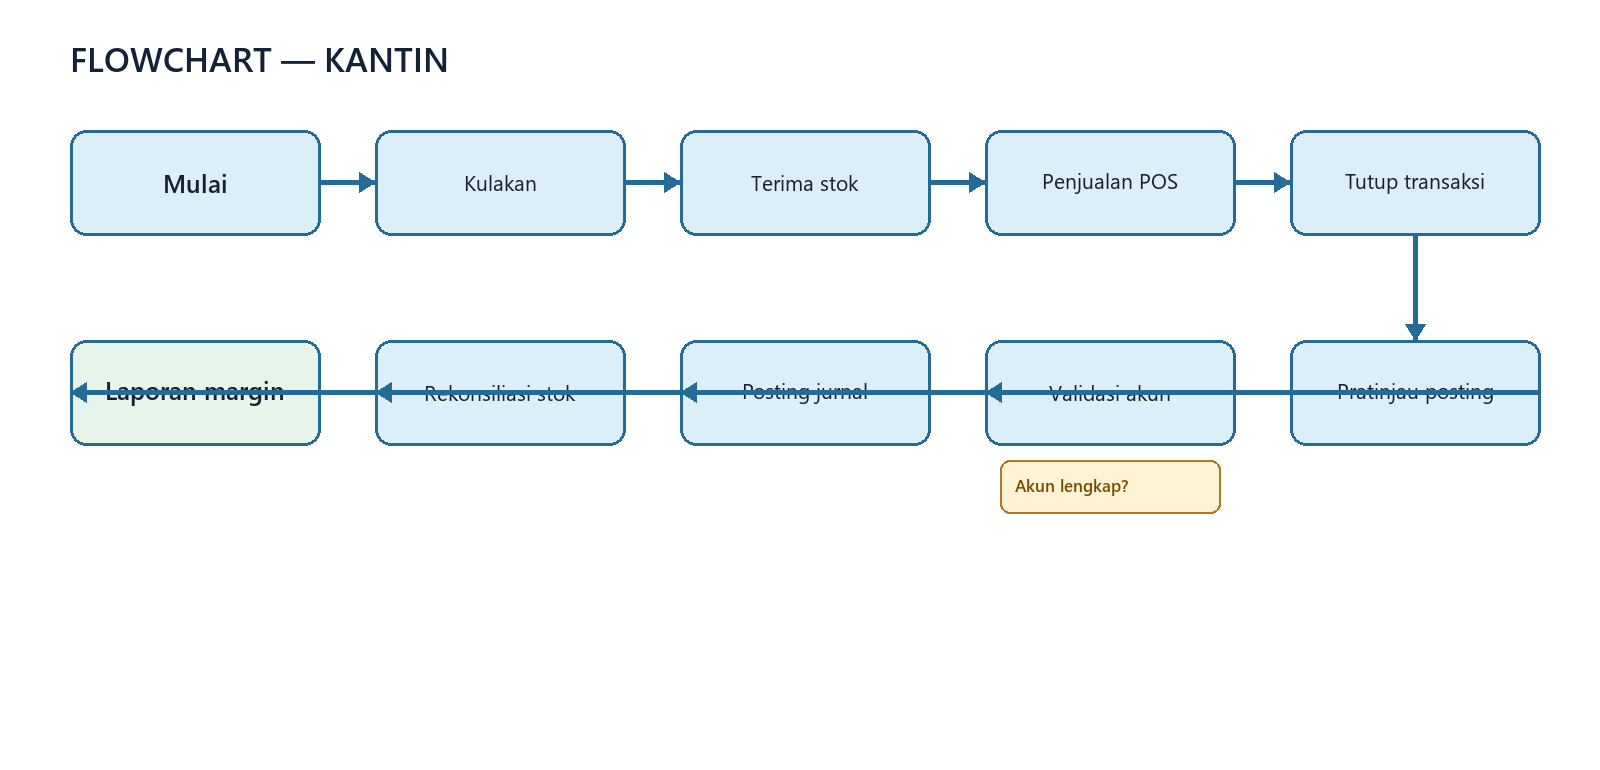 FLOWCHART — KANTIN
Mulai
Kulakan
Terima stok
Penjualan POS
Tutup transaksi
Laporan margin
Rekonsiliasi stok
Posting jurnal
Validasi akun
Pratinjau posting
Akun lengkap?